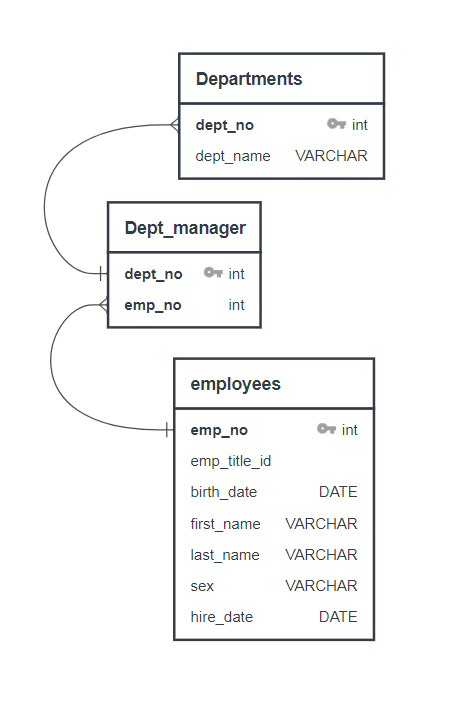 Departments
dept_no int
dept_name VARCHAR
Dept_manager
dept_no int
emp_no int
employees
emp_no int
emp_title_id
birth_date DATE
first_name VARCHAR
last_name VARCHAR
sex VARCHAR
hire_date DATE